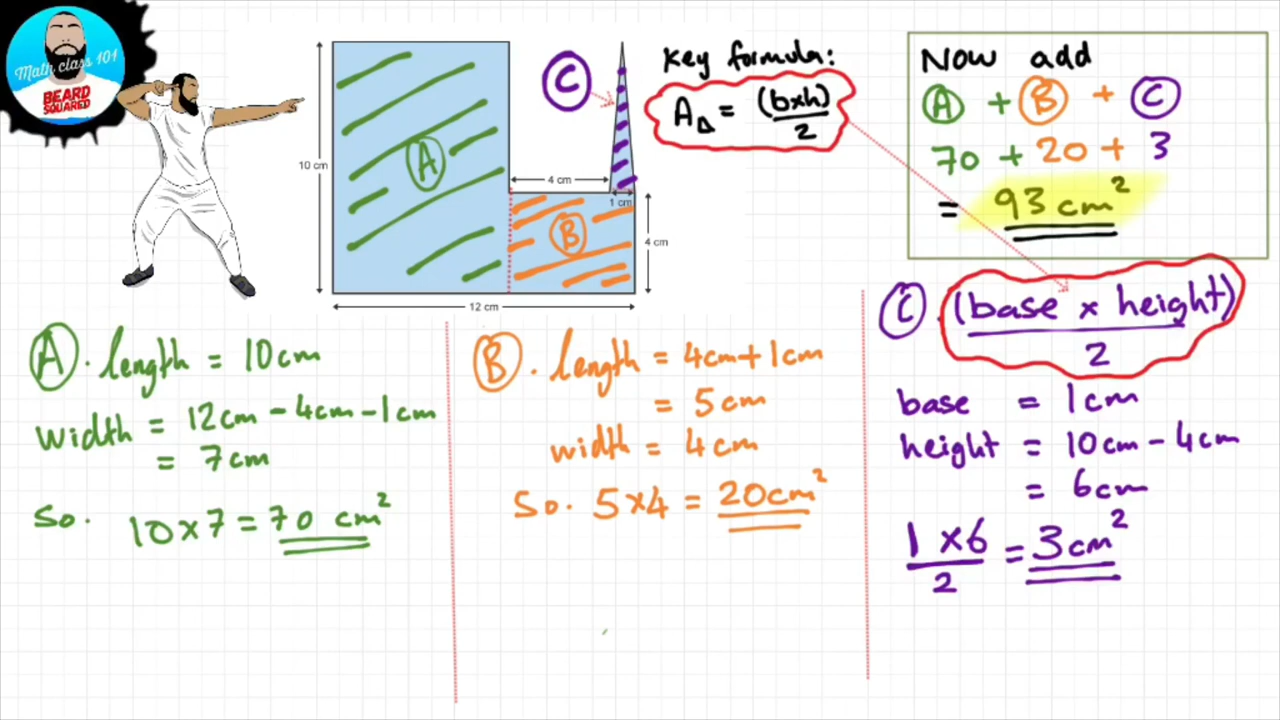 Math class 101
BEARD
SQUARED
10 cm
A
C
4 cm
1 cm
B
4 cm
12 cm
Key formula:
A△ = (b×h)
2
Now add
A + B + C
70 + 20 + 3
= 93 cm²
A. length = 10cm
width = 12cm - 4cm - 1cm
= 7cm
So. 10×7 = 70 cm²
B. length = 4cm + 1cm
= 5cm
width = 4cm
So. 5×4 = 20cm²
C. (base × height)
2
base = 1cm
height = 10cm - 4cm
= 6cm
1 ×6 = 3cm²
2